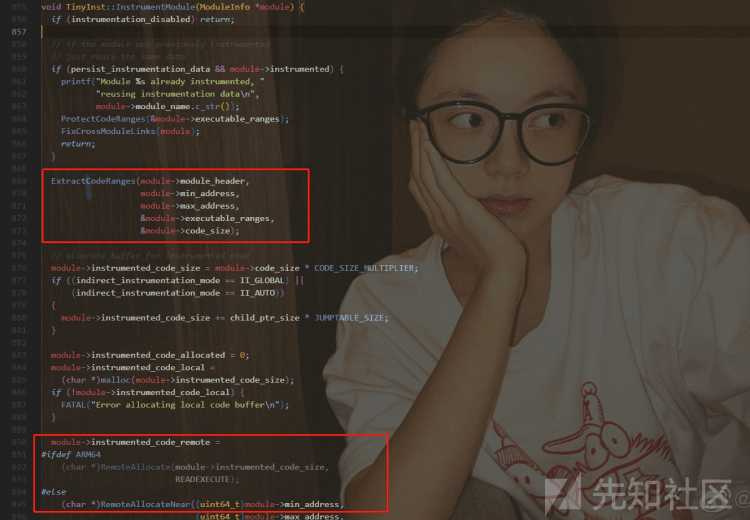 855 void TinyInst::InstrumentModule(ModuleInfo *module) {
856   if (instrumentation_disabled) return;
857
858   // if the module was previously instrumented
859   // just reuse the same data
860   if (persist_instrumentation_data && module->instrumented) {
861     printf("Module %s already instrumented, "
862            "reusing instrumentation data\n",
863            module->module_name.c_str());
864     ProtectCodeRanges(&module->executable_ranges);
865     FixCrossModuleLinks(module);
866     return;
867   }
868
869   ExtractCodeRanges(module->module_header,
870                     module->min_address,
871                     module->max_address,
872                     &module->executable_ranges,
873                     &module->code_size);
874
875   // allocate buffer for instrumented code
876   module->instrumented_code_size = module->code_size * CODE_SIZE_MULTIPLIER;
877   if ((indirect_instrumentation_mode == II_GLOBAL) ||
878       (indirect_instrumentation_mode == II_AUTO))
879   {
880     module->instrumented_code_size += child_ptr_size * JUMPTABLE_SIZE;
881   }
882
883   module->instrumented_code_allocated = 0;
884   module->instrumented_code_local =
885     (char *)malloc(module->instrumented_code_size);
886   if (!module->instrumented_code_local) {
887     FATAL("Error allocating local code buffer\n");
888   }
889
890   module->instrumented_code_remote =
891 #ifdef ARM64
892     (char *)RemoteAllocate(module->instrumented_code_size,
893                            READEXECUTE);
894 #else
895     (char *)RemoteAllocateNear((uint64_t)module->min_address,
(uint64_t)module->max_address,
先知社区